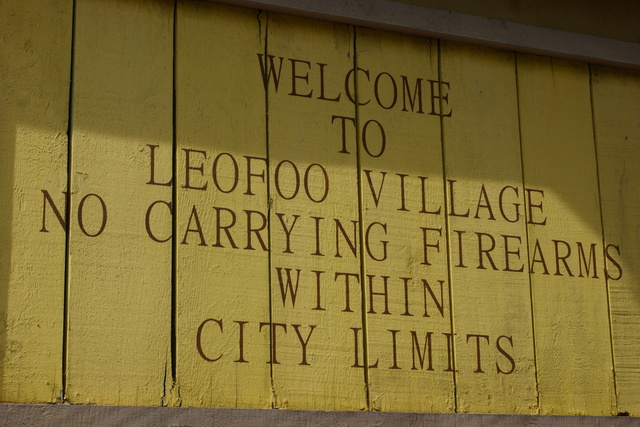 WELCOME
TO
LEOFOO VILLAGE
NO CARRYING FIREARMS
WITHIN
CITY LIMITS